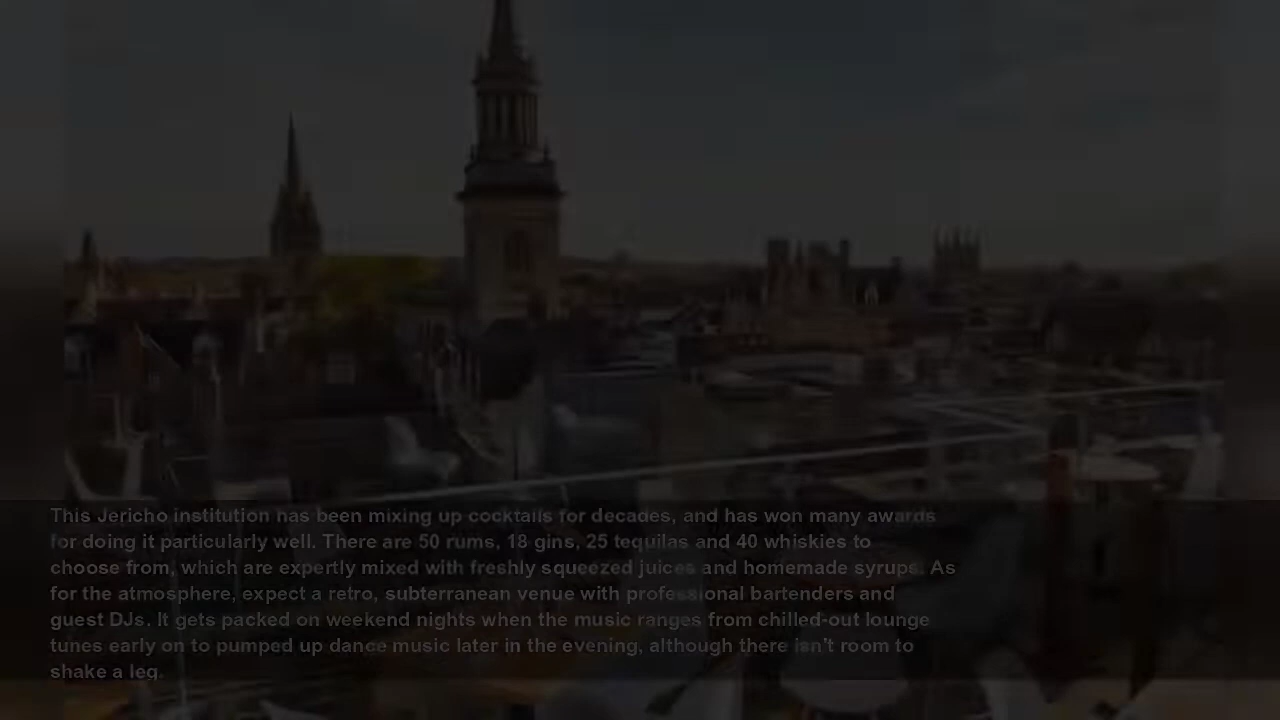 This Jericho institution has been mixing up cocktails for decades, and has won many awards
for doing it particularly well. There are 50 rums, 18 gins, 25 tequilas and 40 whiskies to
choose from, which are expertly mixed with freshly squeezed juices and homemade syrups. As
for the atmosphere, expect a retro, subterranean venue with professional bartenders and
guest DJs. It gets packed on weekend nights when the music ranges from chilled-out lounge
tunes early on to pumped up dance music later in the evening, although there isn't room to
shake a leg.